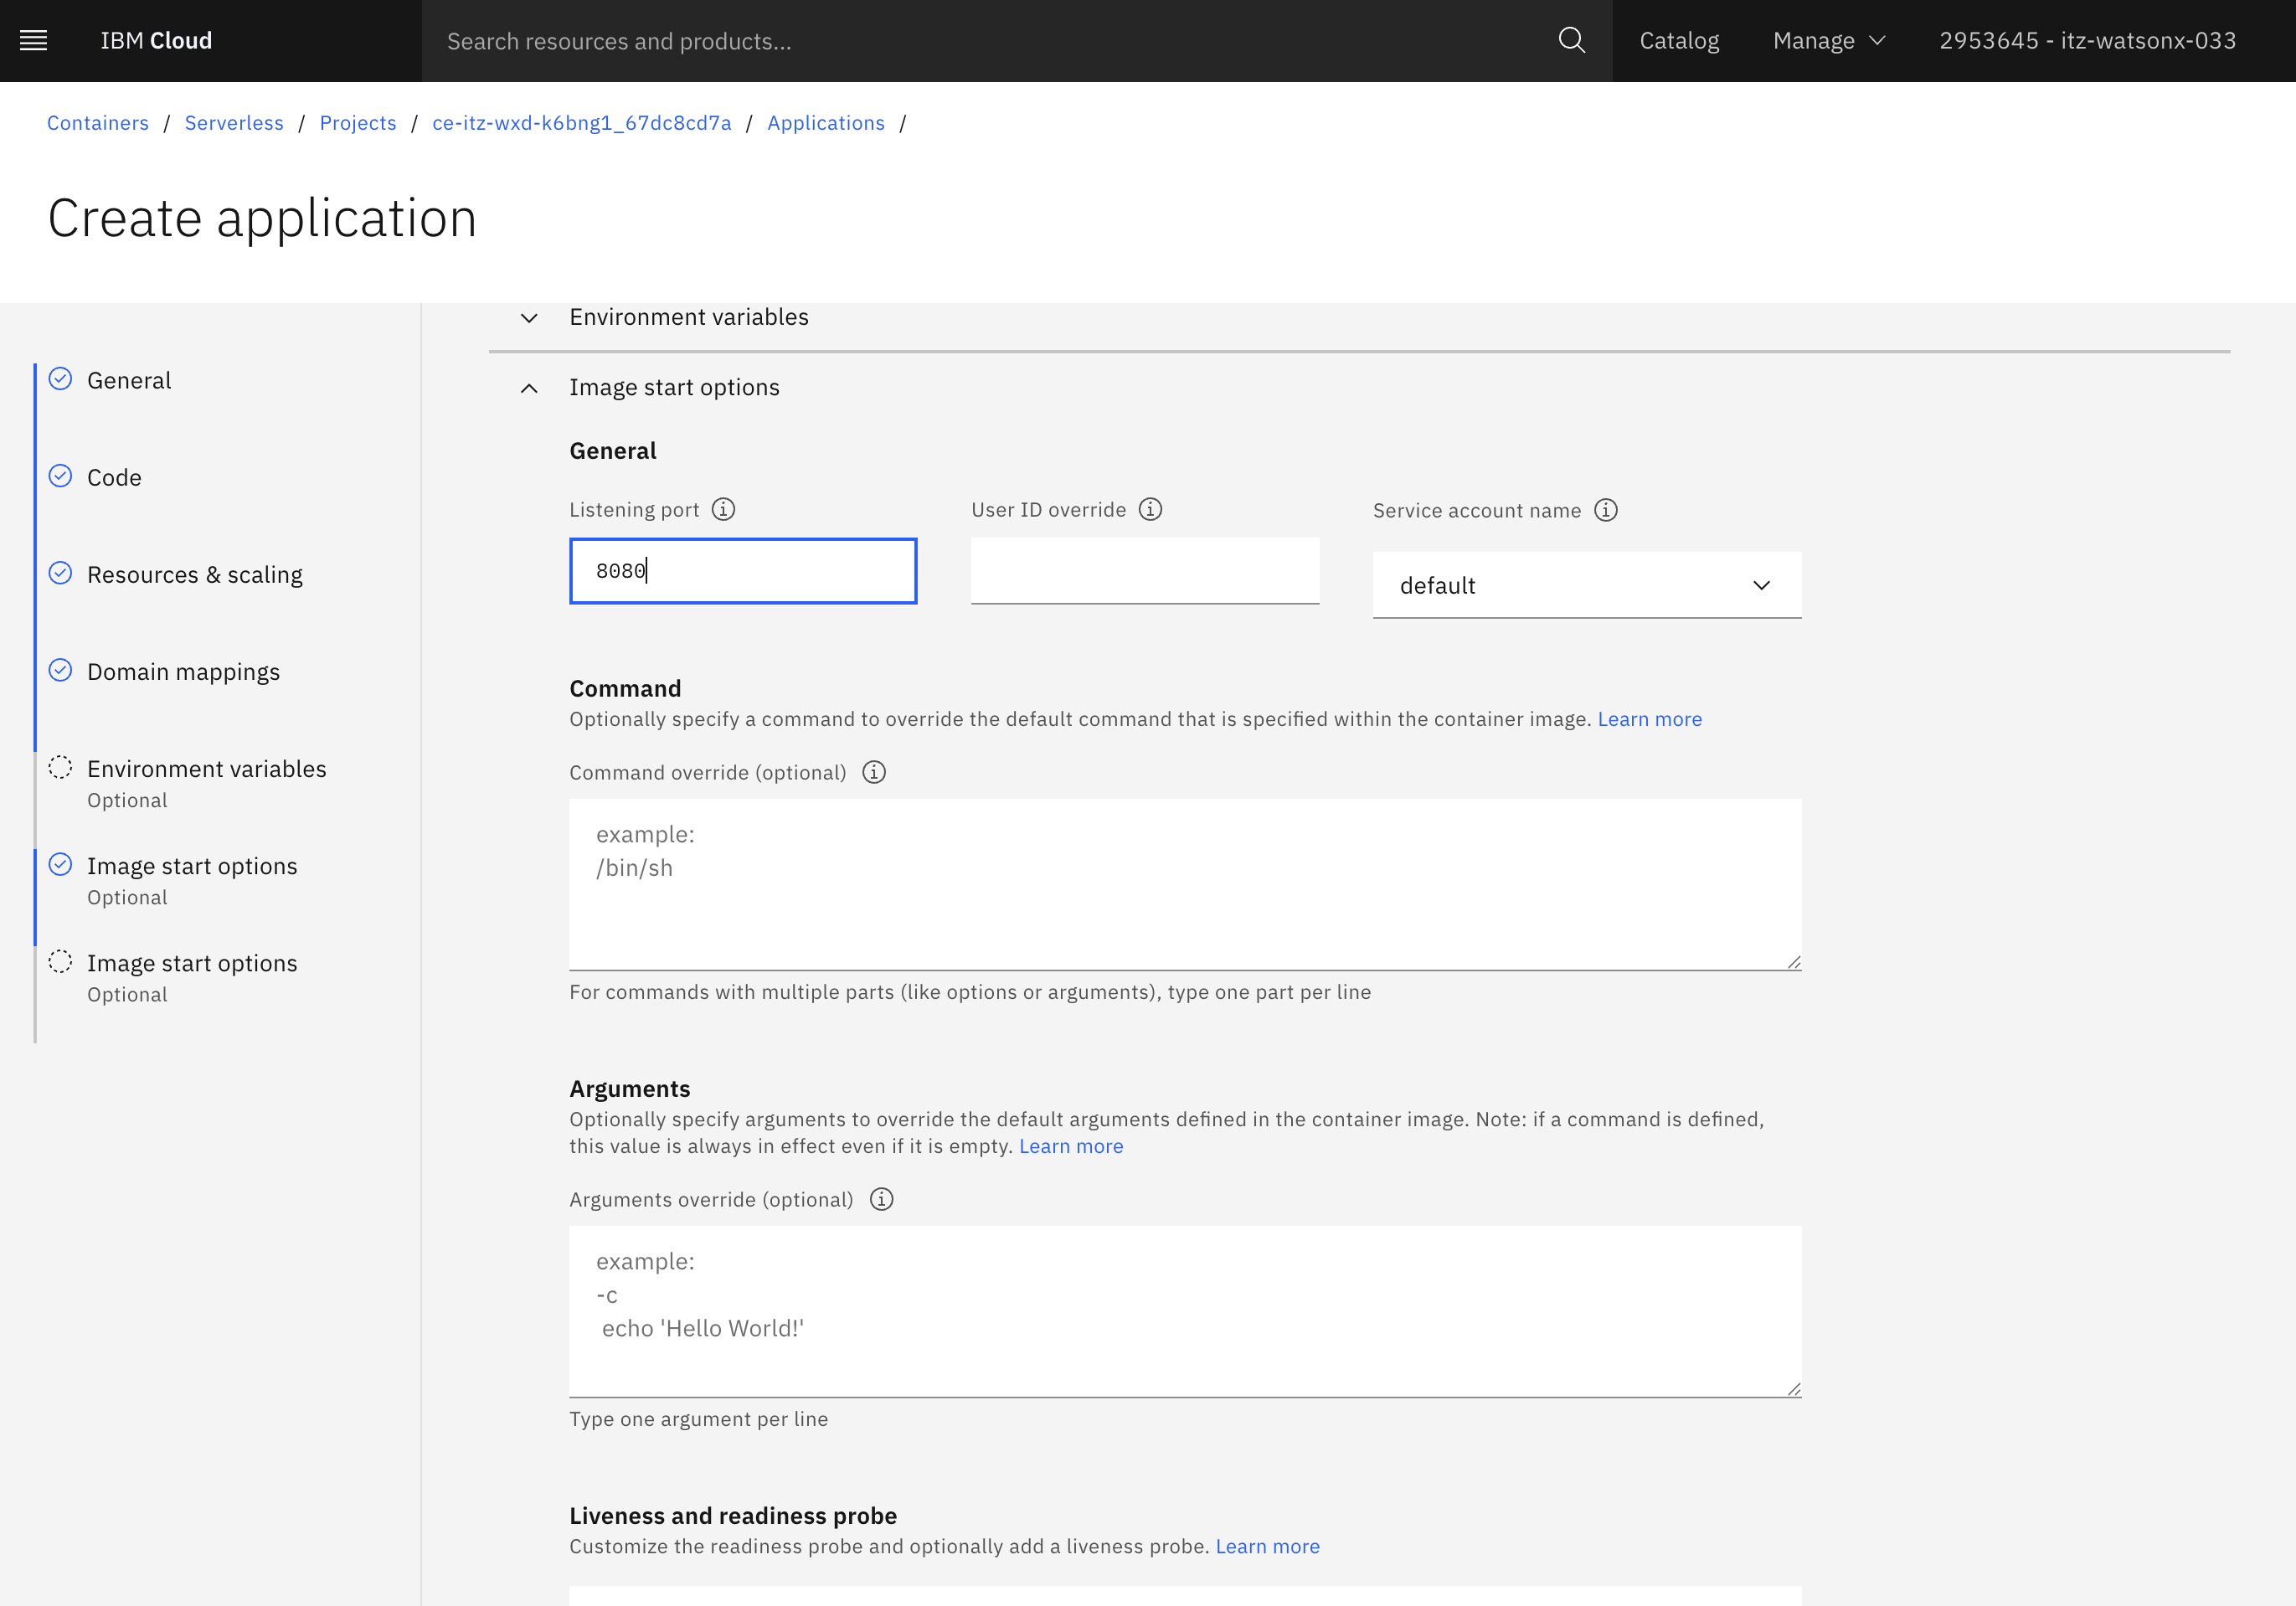 IBM Cloud
Search resources and products...
Catalog
Manage
2953645 - itz-watsonx-033
Containers / Serverless / Projects / ce-itz-wxd-k6bng1_67dc8cd7a / Applications /
Create application
General
Code
Resources & scaling
Domain mappings
Environment variables
Optional
Image start options
Optional
Image start options
Optional
Environment variables
Image start options
General
Listening port
User ID override
Service account name
8080
default
Command
Optionally specify a command to override the default command that is specified within the container image. Learn more
Command override (optional)
example:
/bin/sh
For commands with multiple parts (like options or arguments), type one part per line
Arguments
Optionally specify arguments to override the default arguments defined in the container image. Note: if a command is defined,
this value is always in effect even if it is empty. Learn more
Arguments override (optional)
example:
-c
echo 'Hello World!'
Type one argument per line
Liveness and readiness probe
Customize the readiness probe and optionally add a liveness probe. Learn more